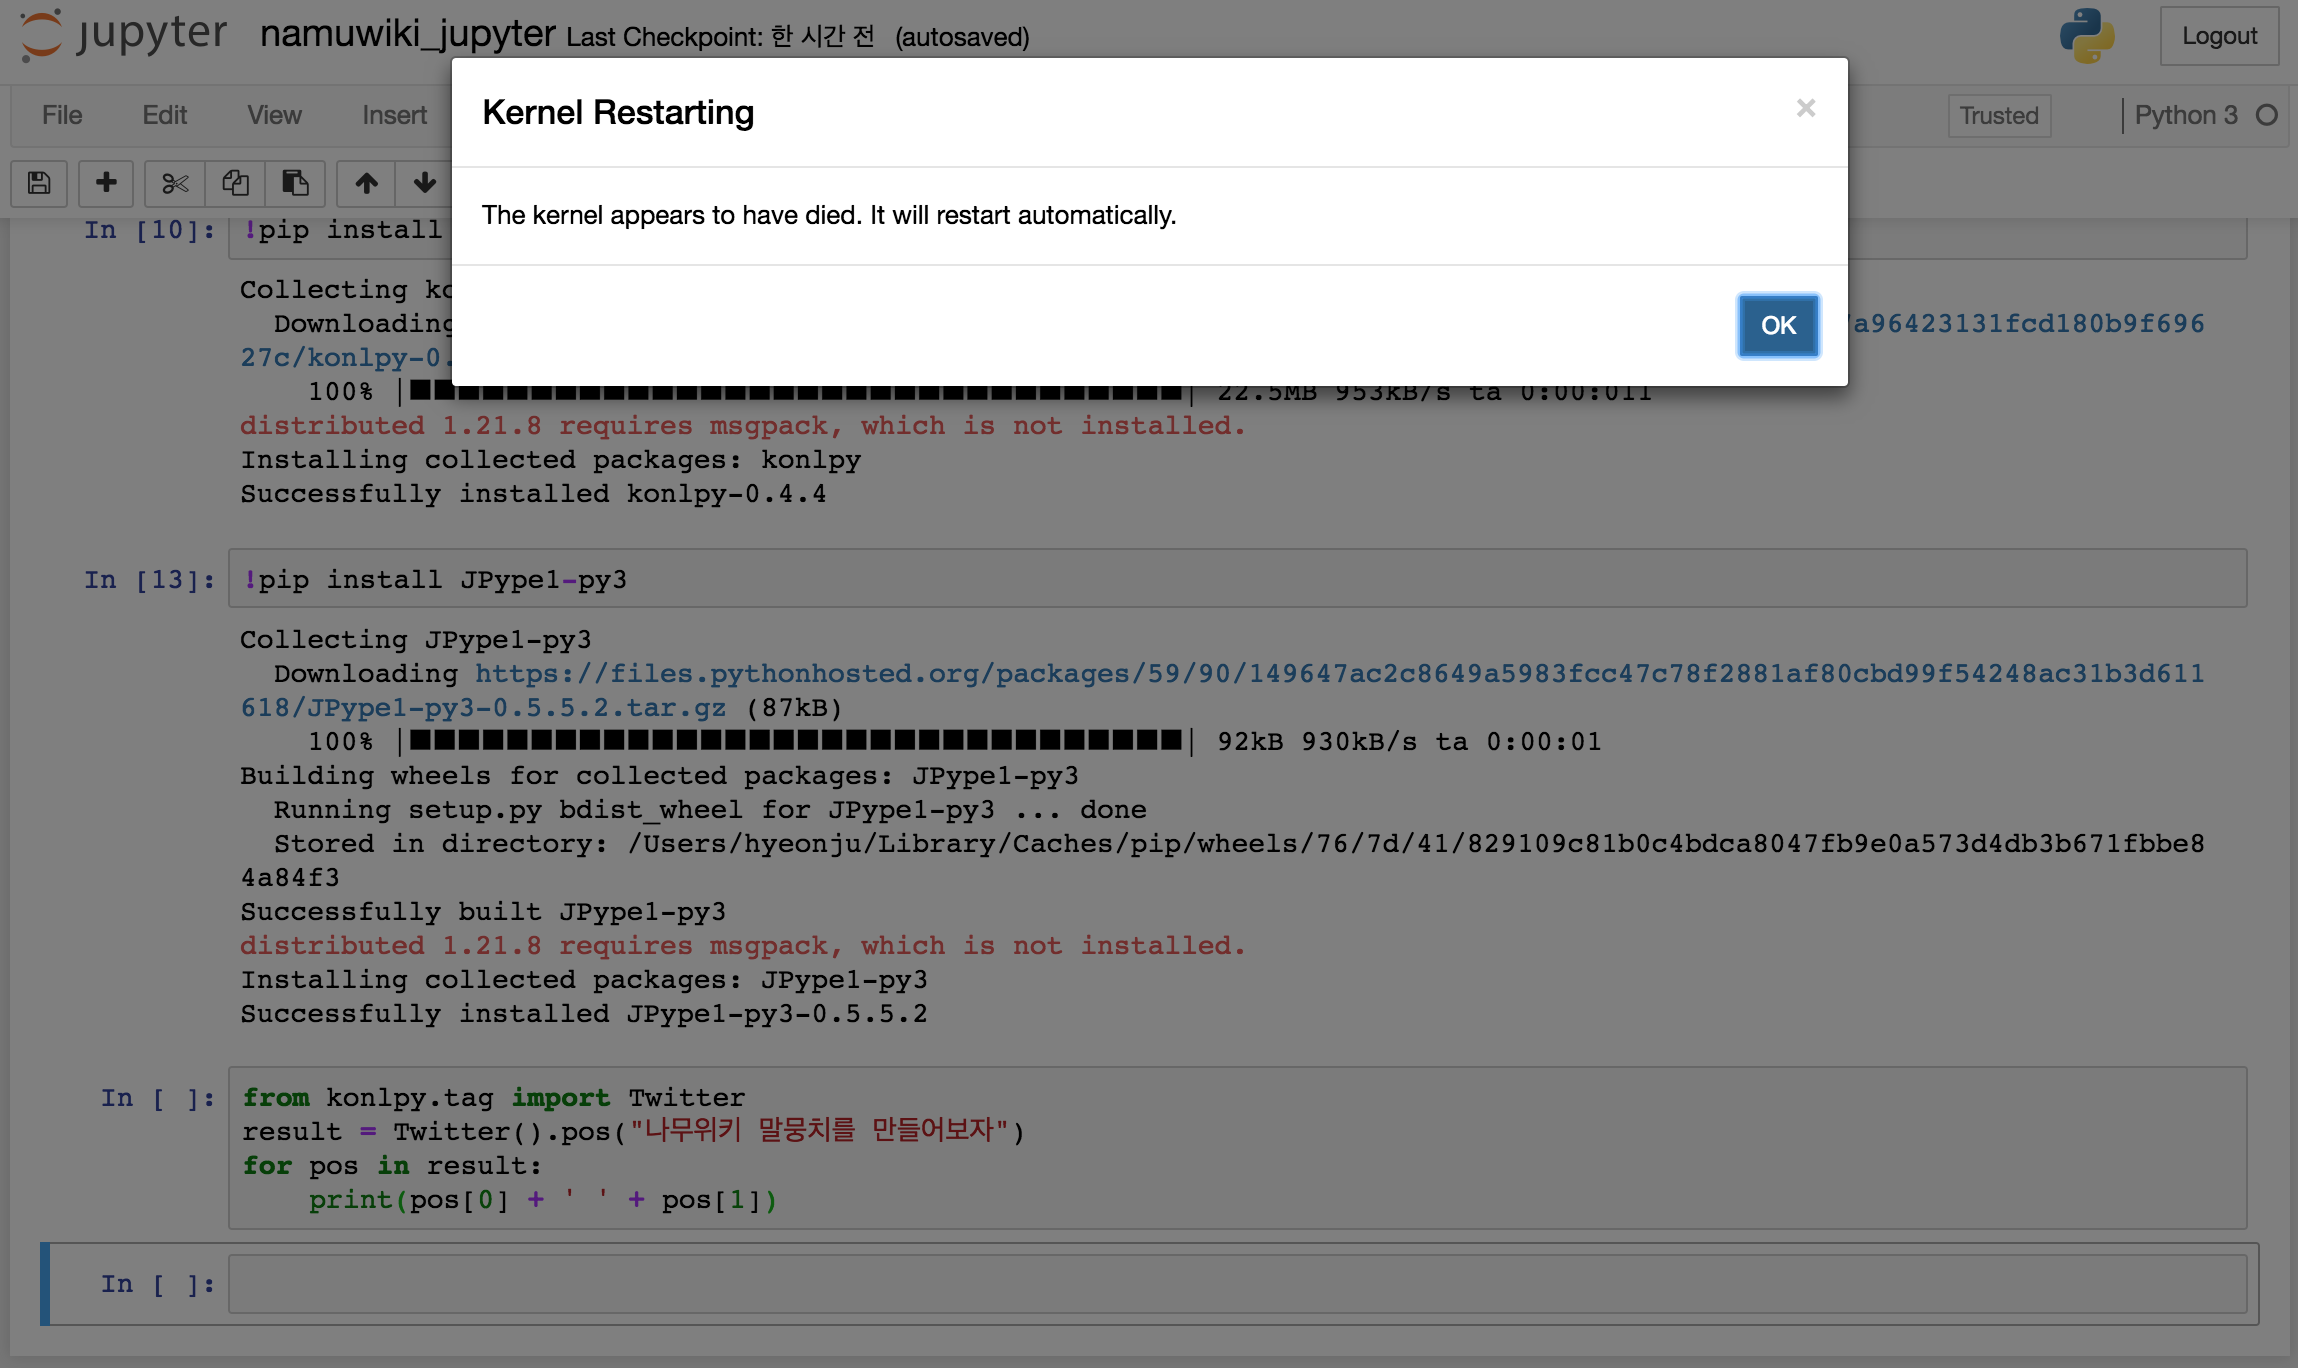 jupyter namuwiki_jupyter Last Checkpoint: 한 시간 전 (autosaved) Logout
Kernel Restarting ×
File Edit View Insert Trusted Python 3
The kernel appears to have died. It will restart automatically.
In [10]: !pip install
Collecting
Downloading a96423131fcd180b9f696
27c/konlpy-0.
OK
100% 22.5MB 953kB/s ta 0:00:011
distributed 1.21.8 requires msgpack, which is not installed.
Installing collected packages: konlpy
Successfully installed konlpy-0.4.4
In [13]: !pip install JPype1-py3
Collecting JPype1-py3
Downloading https://files.pythonhosted.org/packages/59/90/149647ac2c8649a5983fcc47c78f2881af80cbd99f54248ac31b3d611
618/JPype1-py3-0.5.5.2.tar.gz (87kB)
100% || 92kB 930kB/s ta 0:00:01
Building wheels for collected packages: JPype1-py3
Running setup.py bdist_wheel for JPype1-py3 ... done
Stored in directory: /Users/hyeonju/Library/Caches/pip/wheels/76/7d/41/829109c81b0c4bdca8047fb9e0a573d4db3b671fbbe8
4a84f3
Successfully built JPype1-py3
distributed 1.21.8 requires msgpack, which is not installed.
Installing collected packages: JPype1-py3
Successfully installed JPype1-py3-0.5.5.2
In [ ]: from konlpy.tag import Twitter
result = Twitter().pos("나무위키 말뭉치를 만들어보자")
for pos in result:
print(pos[0] + ' ' + pos[1])
In [ ]: